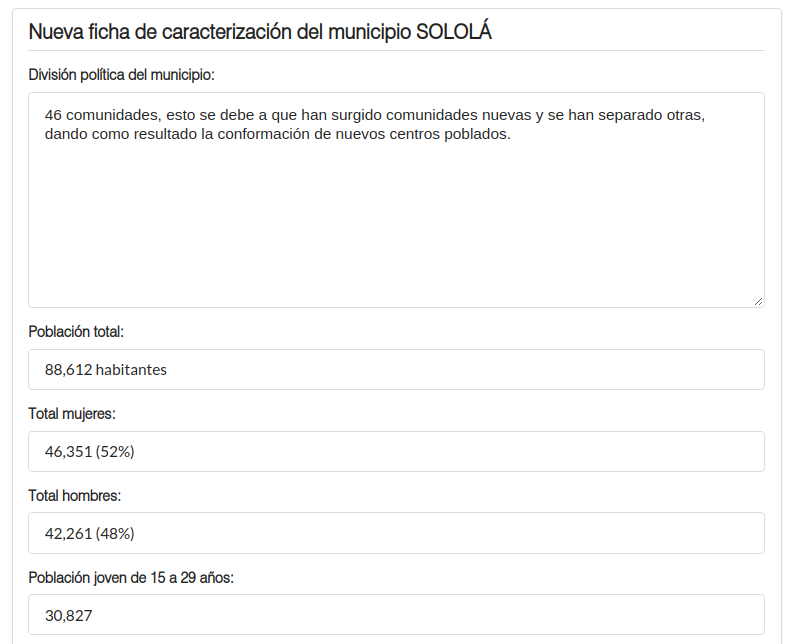 Nueva ficha de caracterización del municipio SOLOLÁ
División política del municipio:
46 comunidades, esto se debe a que han surgido comunidades nuevas y se han separado otras,
dando como resultado la conformación de nuevos centros poblados.
Población total:
88,612 habitantes
Total mujeres:
46,351 (52%)
Total hombres:
42,261 (48%)
Población joven de 15 a 29 años:
30,827